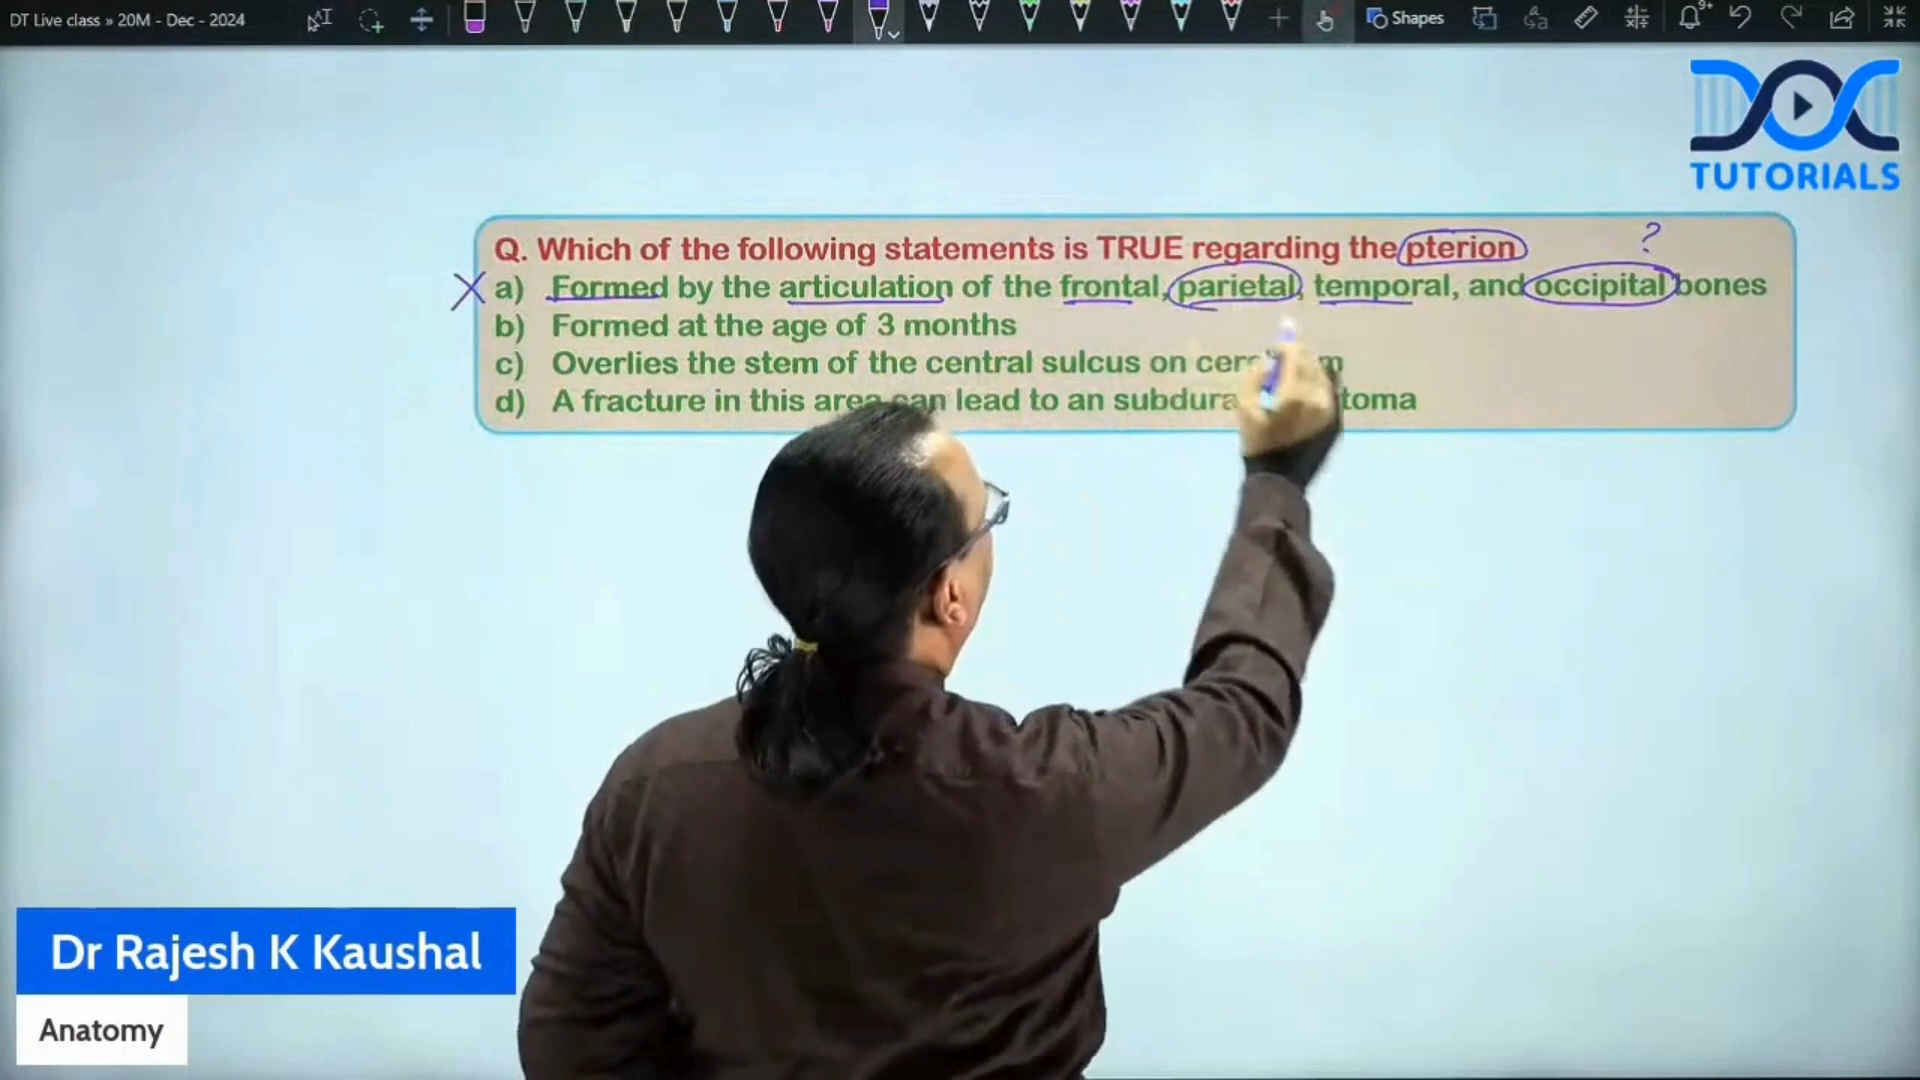 DT Live class » 20M - Dec - 2024
Shapes
9+
DOC
TUTORIALS
?
Q. Which of the following statements is TRUE regarding the pterion
X a) Formed by the articulation of the frontal, parietal, temporal, and occipital bones
b) Formed at the age of 3 months
c) Overlies the stem of the central sulcus on
d) A fracture in this area can lead to an
Dr Rajesh K Kaushal
Anatomy